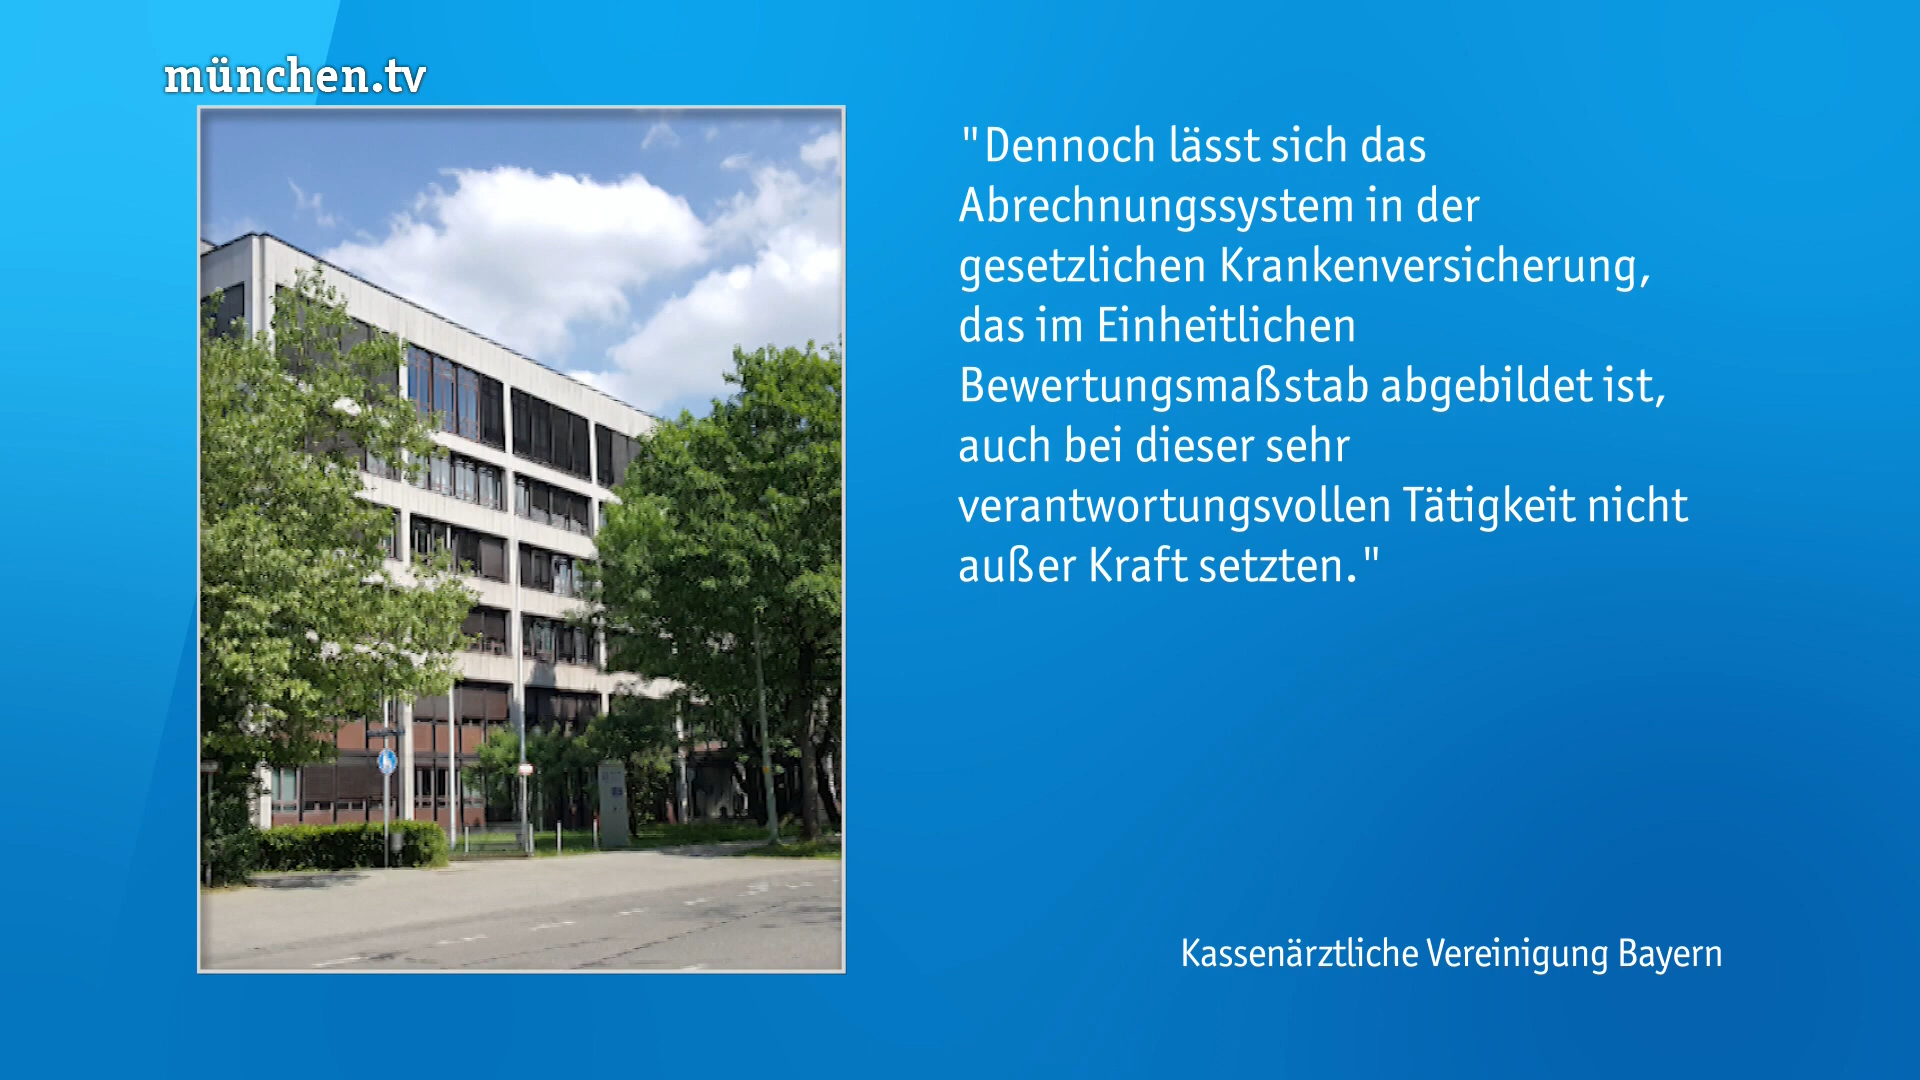 münchen.tv
"Dennoch lässt sich das
Abrechnungssystem in der
gesetzlichen Krankenversicherung,
das im Einheitlichen
Bewertungsmaßstab abgebildet ist,
auch bei dieser sehr
verantwortungsvollen Tätigkeit nicht
außer Kraft setzten."
Kassenärztliche Vereinigung Bayern